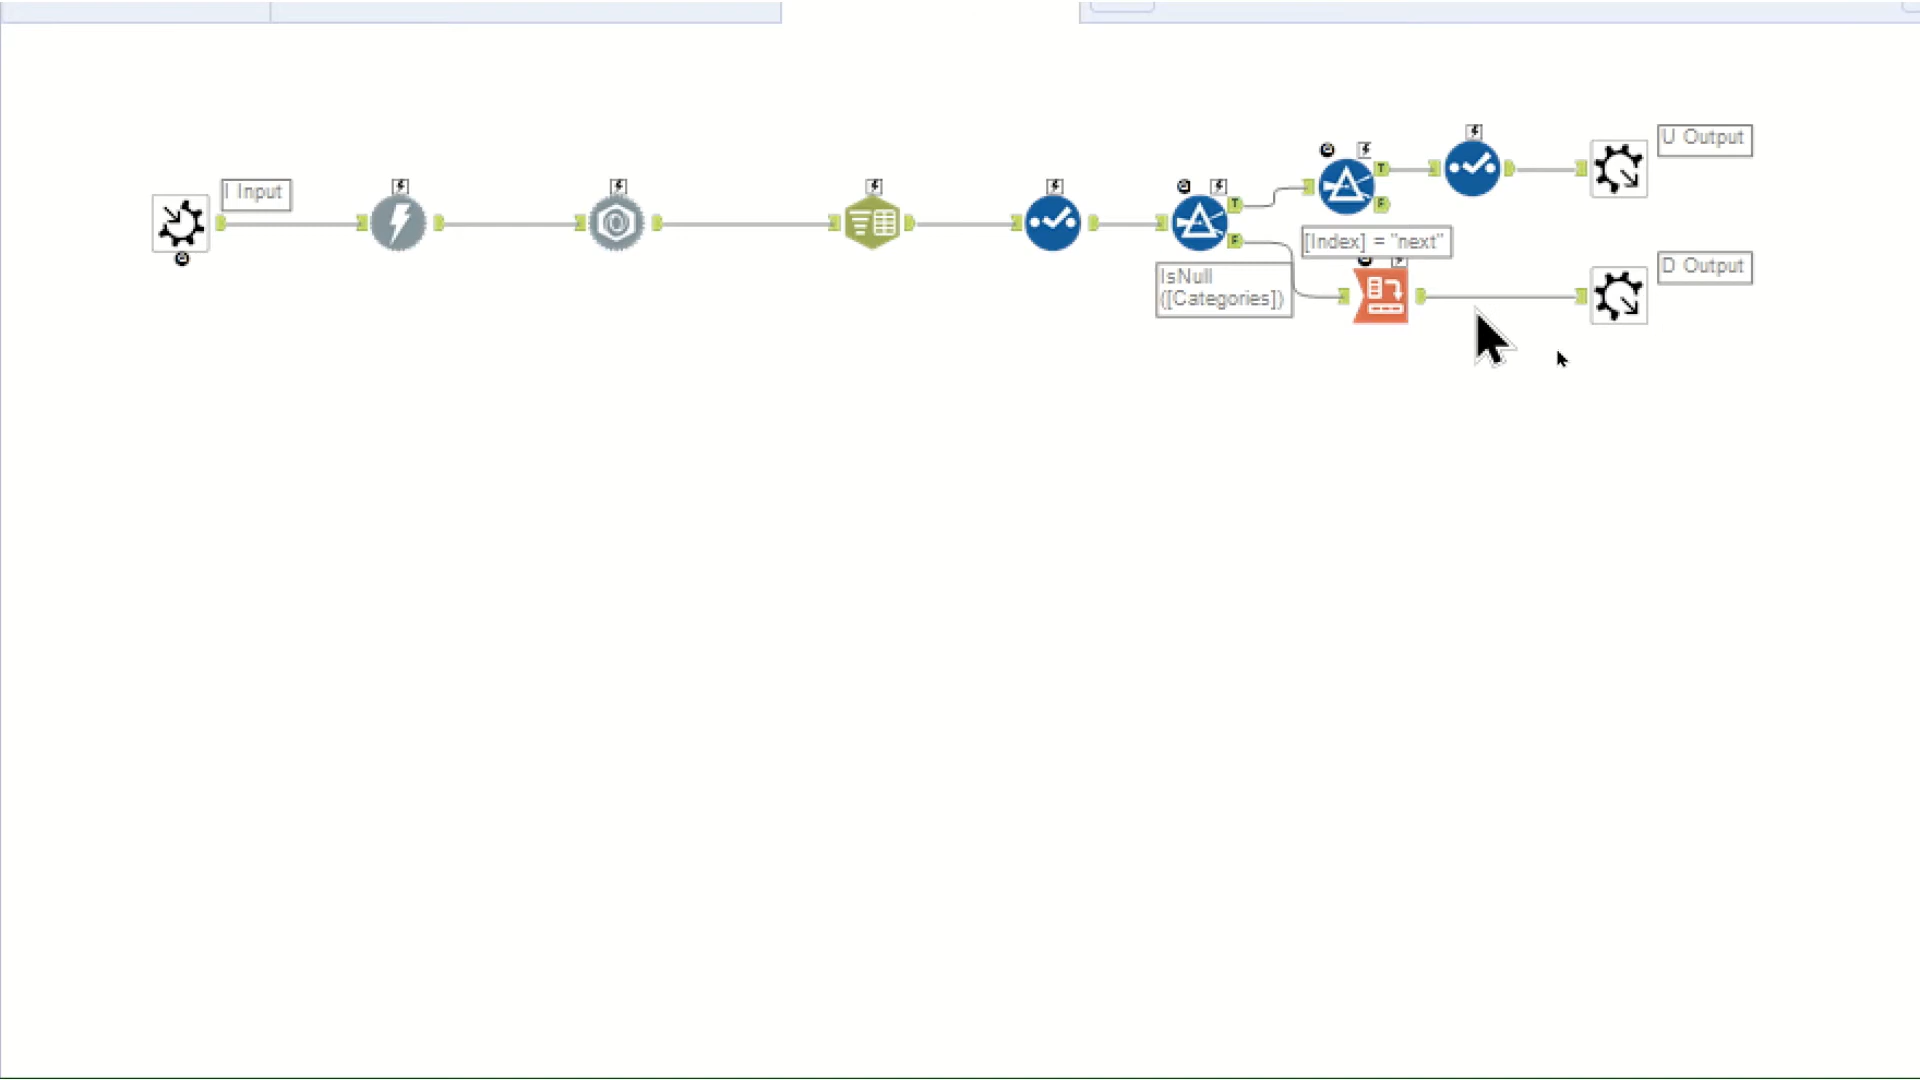 I Input
U Output
T
F
T
F
[Index] = "next"
IsNull
([Categories])
D Output